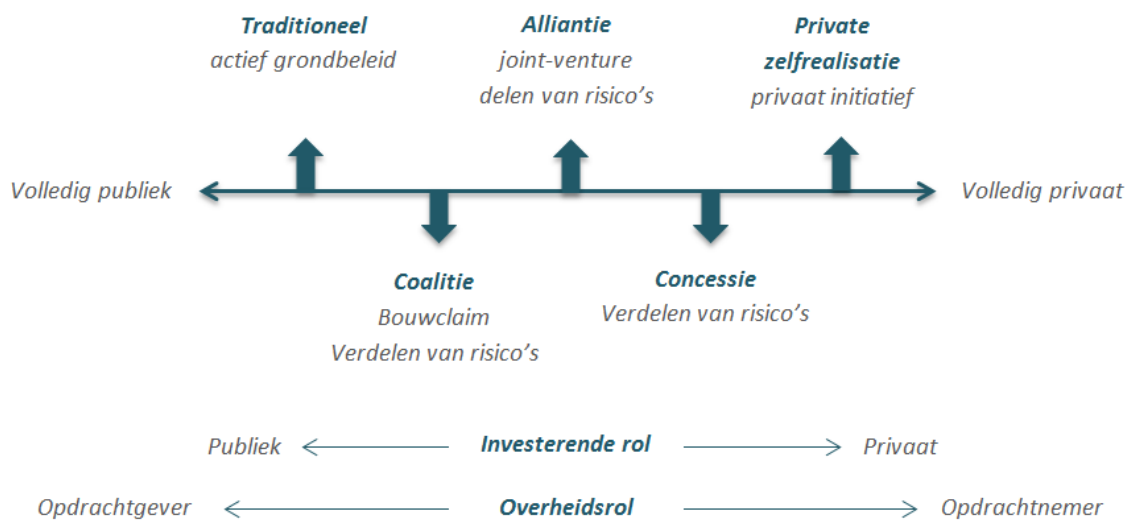 Traditioneel
actief grondbeleid
Alliantie
joint-venture
delen van risico's
Private
zelfrealisatie
privaat initiatief
Volledig publiek
Volledig privaat
Coalitie
Bouwclaim
Verdelen van risico's
Concessie
Verdelen van risico's
Publiek
Investerende rol
Privaat
Opdrachtgever
Overheidsrol
Opdrachtnemer